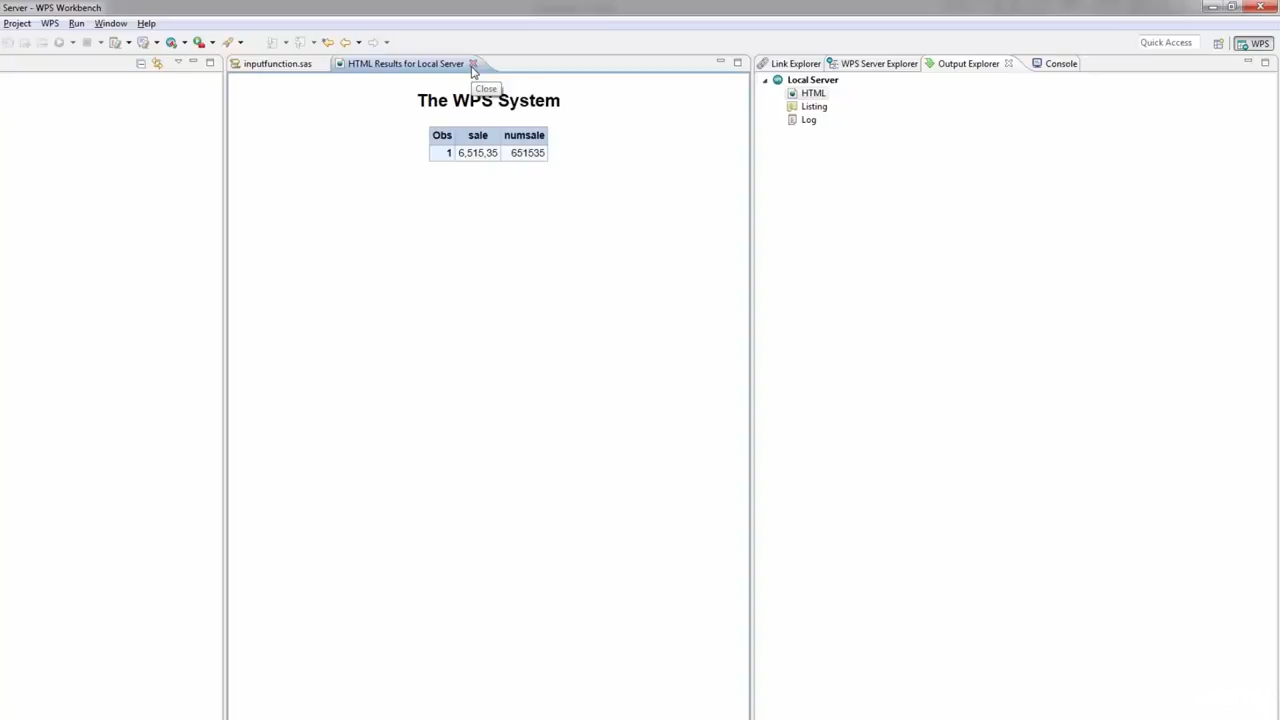 Server - WPS Workbench
Project WPS Run Window Help
Quick Access WPS
inputfunction.sas HTML Results for Local Server Link Explorer WPS Server Explorer Output Explorer Console
Close
The WPS System
Obs sale numsale
1 6,515,35 651535
Local Server
HTML
Listing
Log